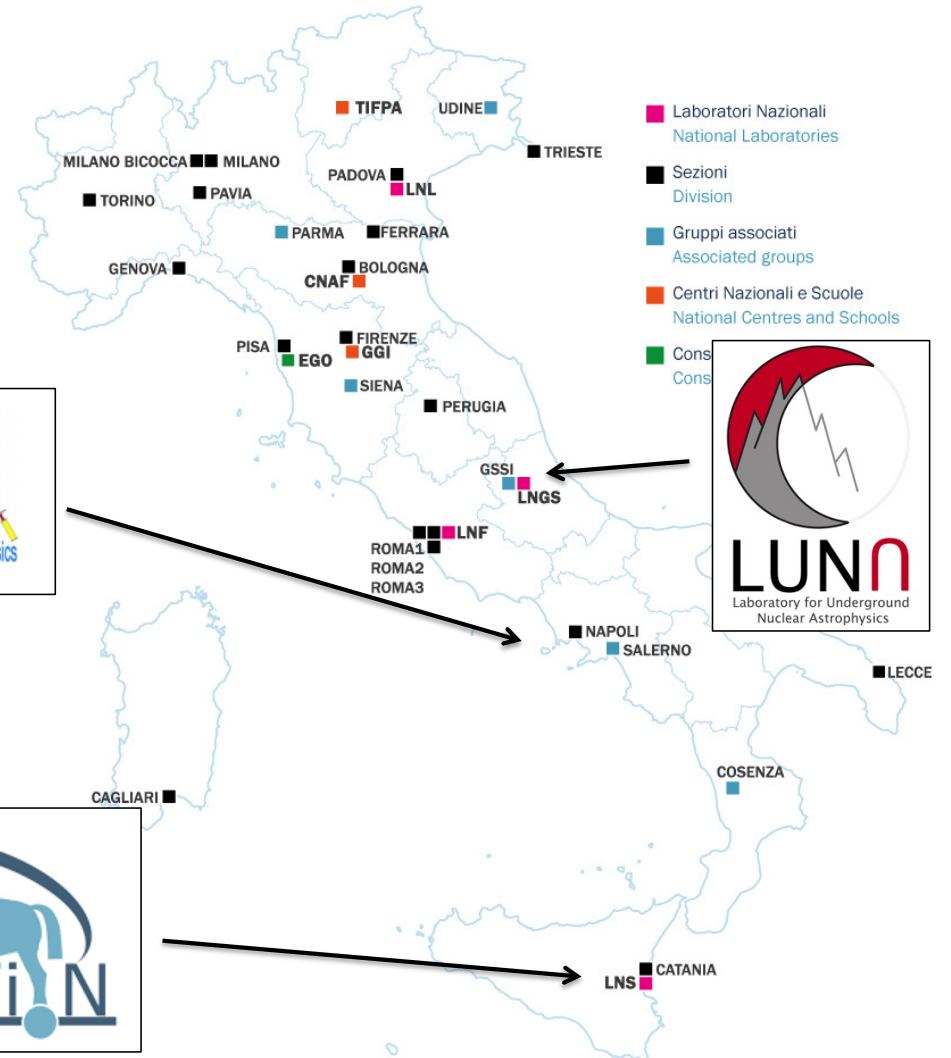 TIFPA
UDINE
TRIESTE
MILANO BICOCCA
MILANO
PADOVA
LNL
TORINO
PAVIA
PARMA
FERRARA
GENOVA
BOLOGNA
CNAF
PISA
EGO
FIRENZE
GGI
SIENA
PERUGIA
GSSI
LNGS
LNF
ROMA1
ROMA2
ROMA3
NAPOLI
SALERNO
LECCE
COSENZA
CAGLIARI
CATANIA
LNS
Laboratori Nazionali
National Laboratories
Sezioni
Division
Gruppi associati
Associated groups
Centri Nazionali e Scuole
National Centres and Schools
Cons
Cons
LUNA
Laboratory for Underground
Nuclear Astrophysics